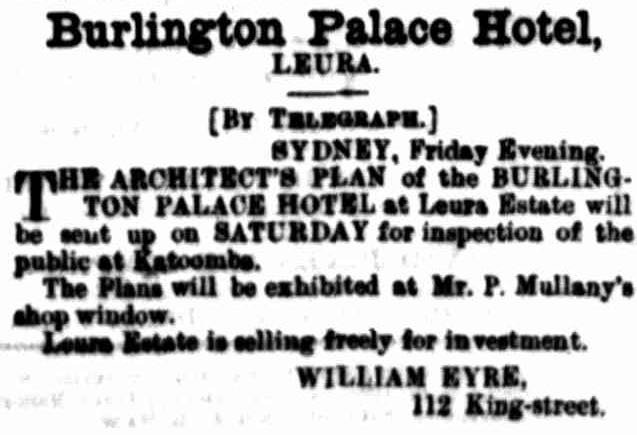 Burlington Palace Hotel,
LEURA.
[BY TELEGRAPH.]
SYDNEY, Friday Evening.
THE ARCHITECT'S PLAN of the BURLING-
TON PALACE HOTEL at Leura Estate will
be sent up on SATURDAY for inspection of the
public at Katoomba.
The Plans will be exhibited at Mr. P. Mullany's
shop window.
Leura Estate is selling freely for investment.
WILLIAM EYRE,
112 King-street.